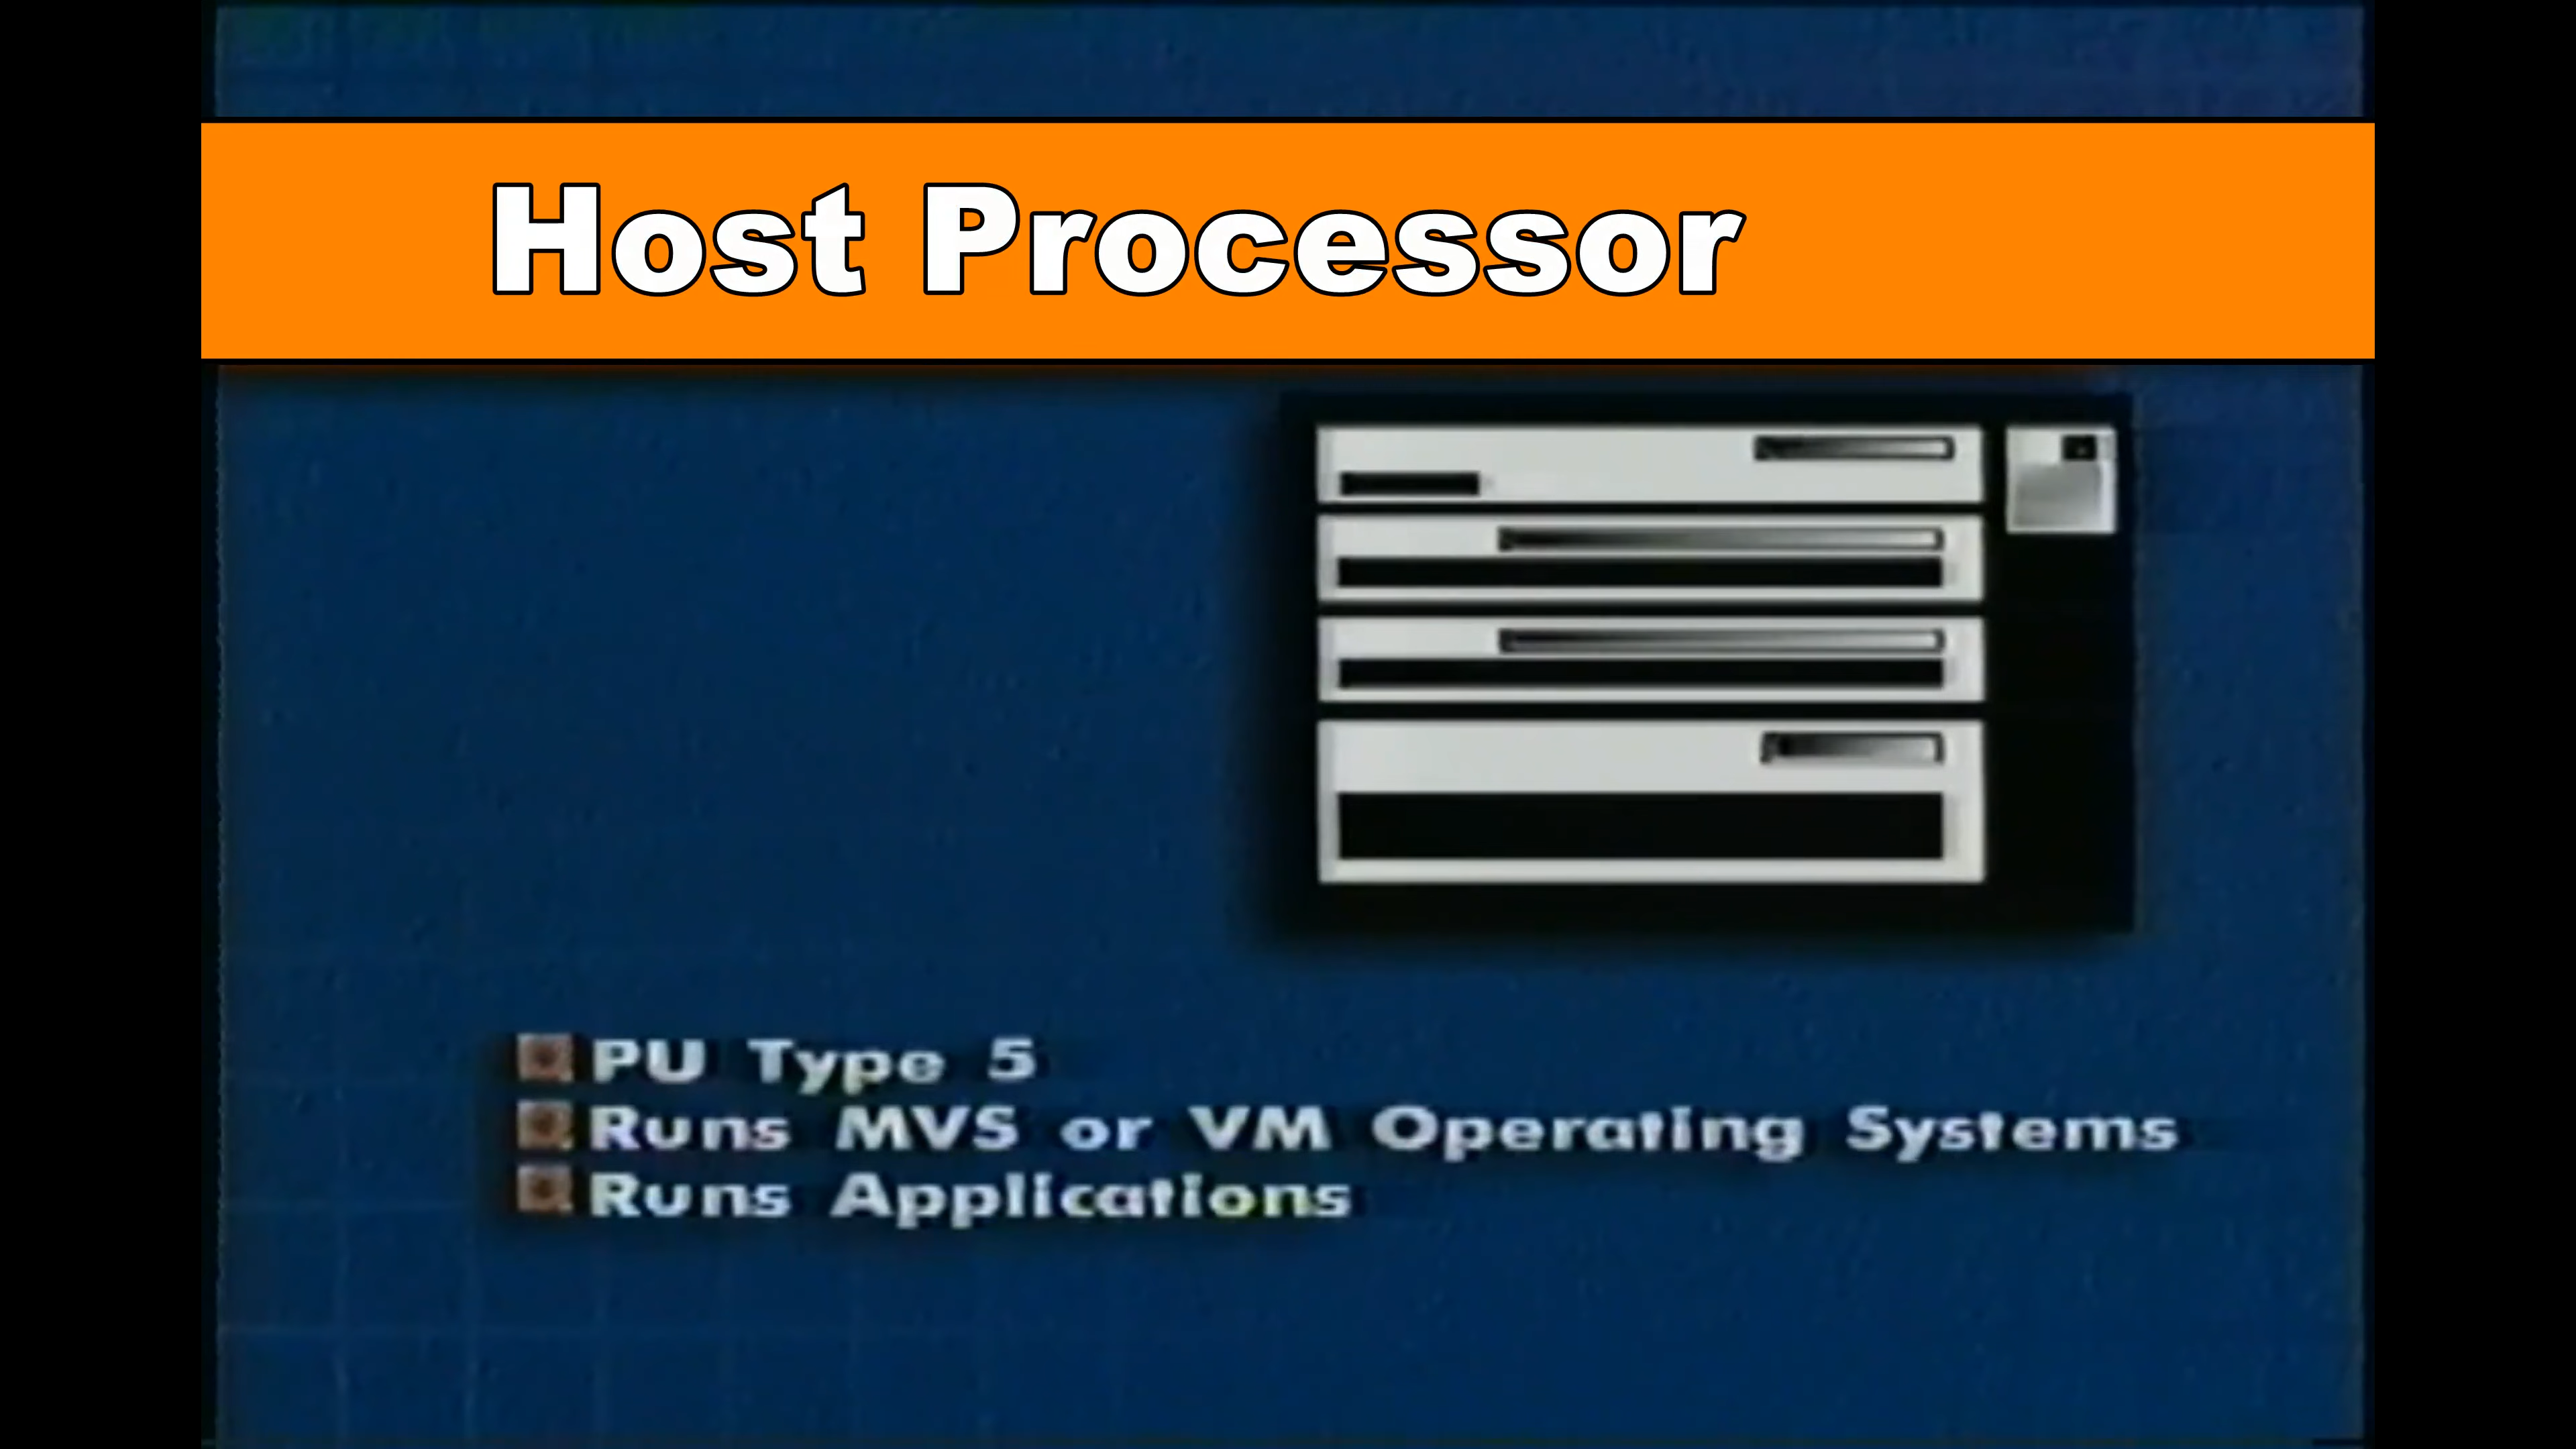 Host Processor
PU Type 5
Runs MVS or VM Operating Systems
Runs Applications